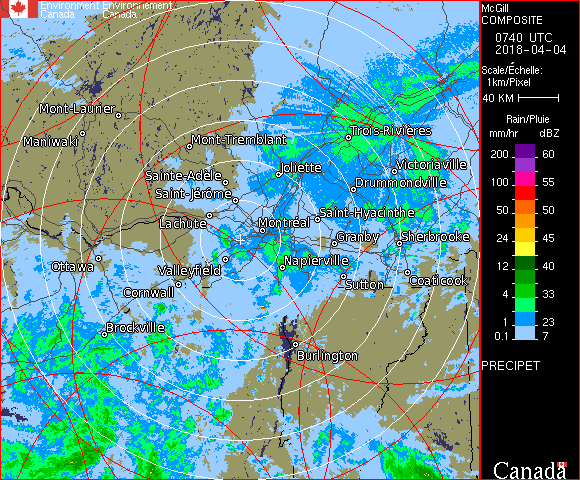 Environment Environnement
Canada Canada
McGill
COMPOSITE
0740 UTC
2018-04-04
Scale/Échelle:
1km/Pixel
40 KM
Rain/Pluie
mm/hr dBZ
200 60
100 55
50 50
24 45
12 40
4 33
1 23
0.1 7
PRECIPET
Canada
Mont-Laurier
Maniwaki
Mont-Tremblant
Trois-Rivières
Joliette
Victoriaville
Sainte-Adele
Drummondville
Saint-Jérôme
Lachute
Saint-Hyacinthe
Montréal
Granby
Sherbrooke
Ottawa
Valleyfield
Napierville
Coaticook
Cornwall
Sutton
Brockville
Burlington